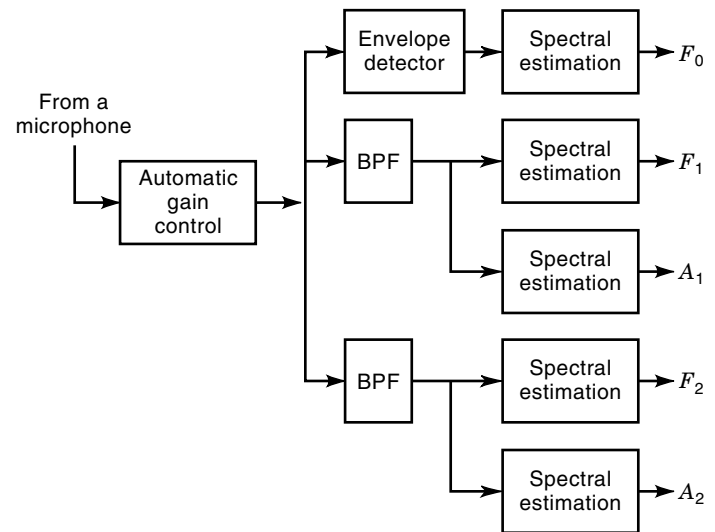 Envelope
detector
Spectral
estimation
F0
From a
microphone
BPF
Spectral
estimation
F1
Automatic
gain
control
Spectral
estimation
A1
BPF
Spectral
estimation
F2
Spectral
estimation
A2